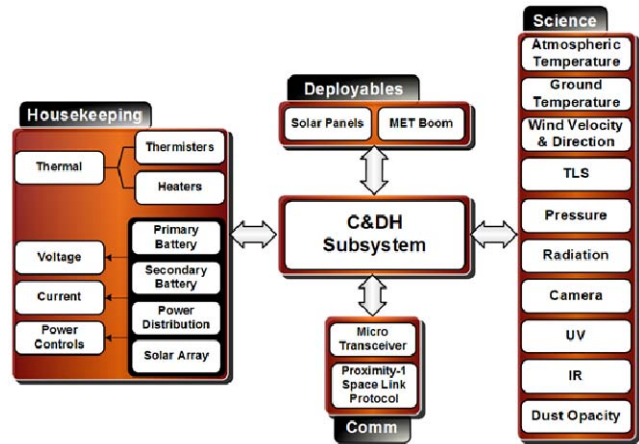 Housekeeping
Thermal
Thermisters
Heaters
Voltage
Current
Power
Controls
Primary
Battery
Secondary
Battery
Power
Distribution
Solar Array
Deployables
Solar Panels
MET Boom
C&DH
Subsystem
Micro
Transceiver
Proximity-1
Space Link
Protocol
Comm
Science
Atmospheric
Temperature
Ground
Temperature
Wind Velocity
& Direction
TLS
Pressure
Radiation
Camera
UV
IR
Dust Opacity